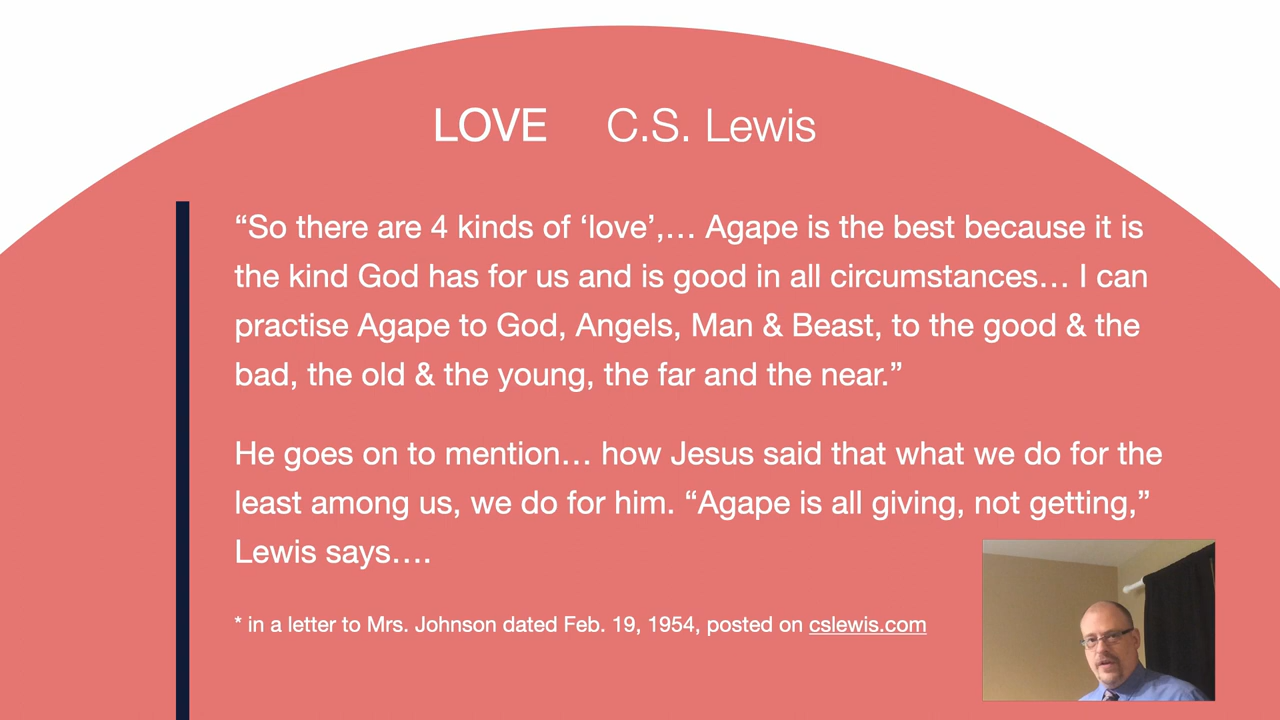 LOVE C.S. Lewis
“So there are 4 kinds of ‘love’,… Agape is the best because it is
the kind God has for us and is good in all circumstances… I can
practise Agape to God, Angels, Man & Beast, to the good & the
bad, the old & the young, the far and the near.”
He goes on to mention… how Jesus said that what we do for the
least among us, we do for him. “Agape is all giving, not getting,”
Lewis says….
* in a letter to Mrs. Johnson dated Feb. 19, 1954, posted on cslewis.com